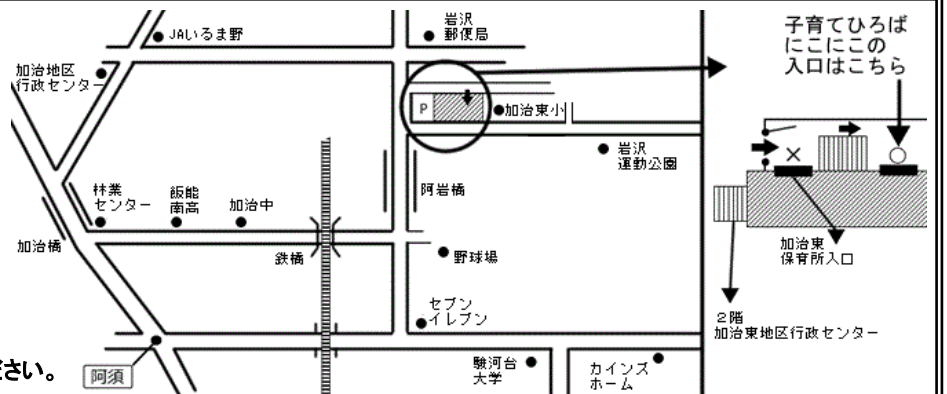 JAいるま野
岩沢
郵便局
加治地区
行政センター
P
加治東小
岩沢
運動公園
林業
センター
飯能
南高
加治中
阿岩橋
加治橋
鉄橋
野球場
セブン
イレブン
ださい。
阿須
駿河台
大学
カインズ
ホーム
子育てひろば
にこにこの
入口はこちら
×
○
加治東
保育所入口
2階
加治東地区行政センター